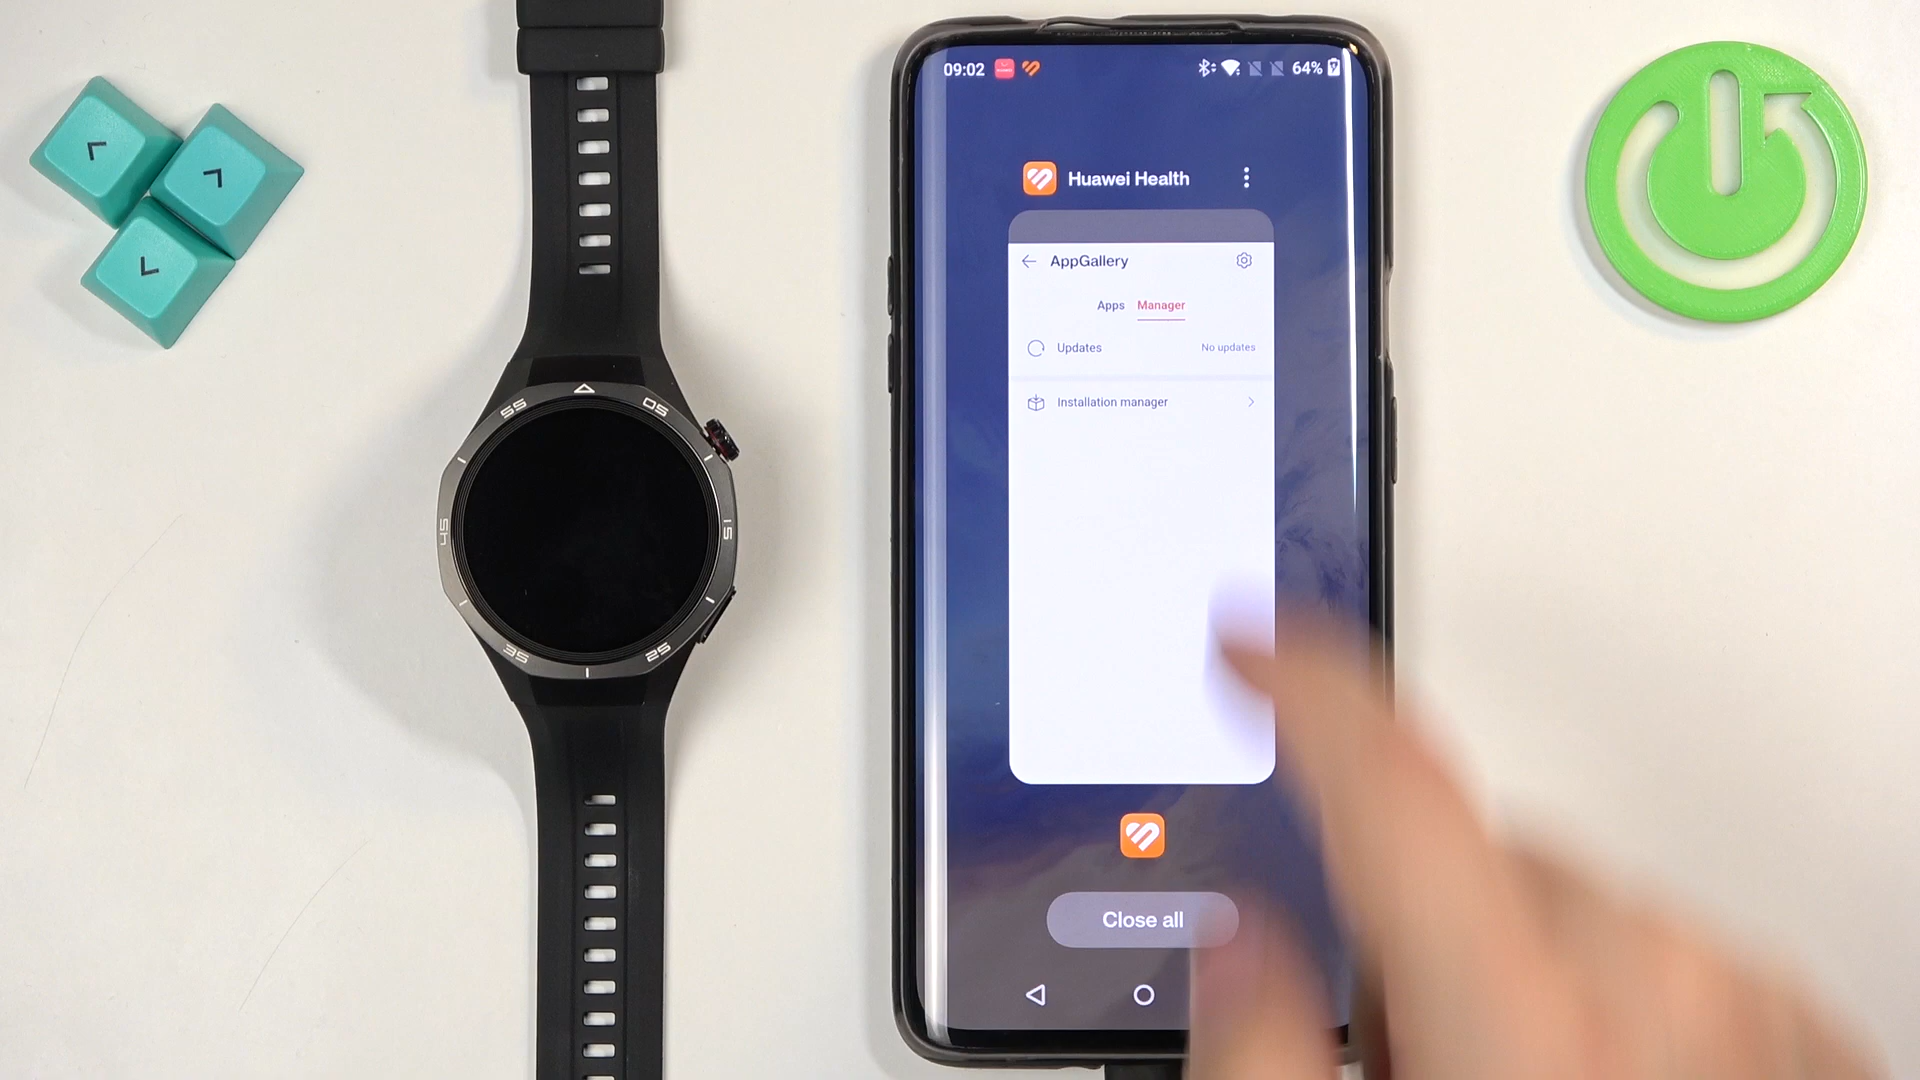 09:02
64%
Huawei Health
AppGallery
Apps Manager
Updates No updates
Installation manager
Close all
55
05
45
15
35
25